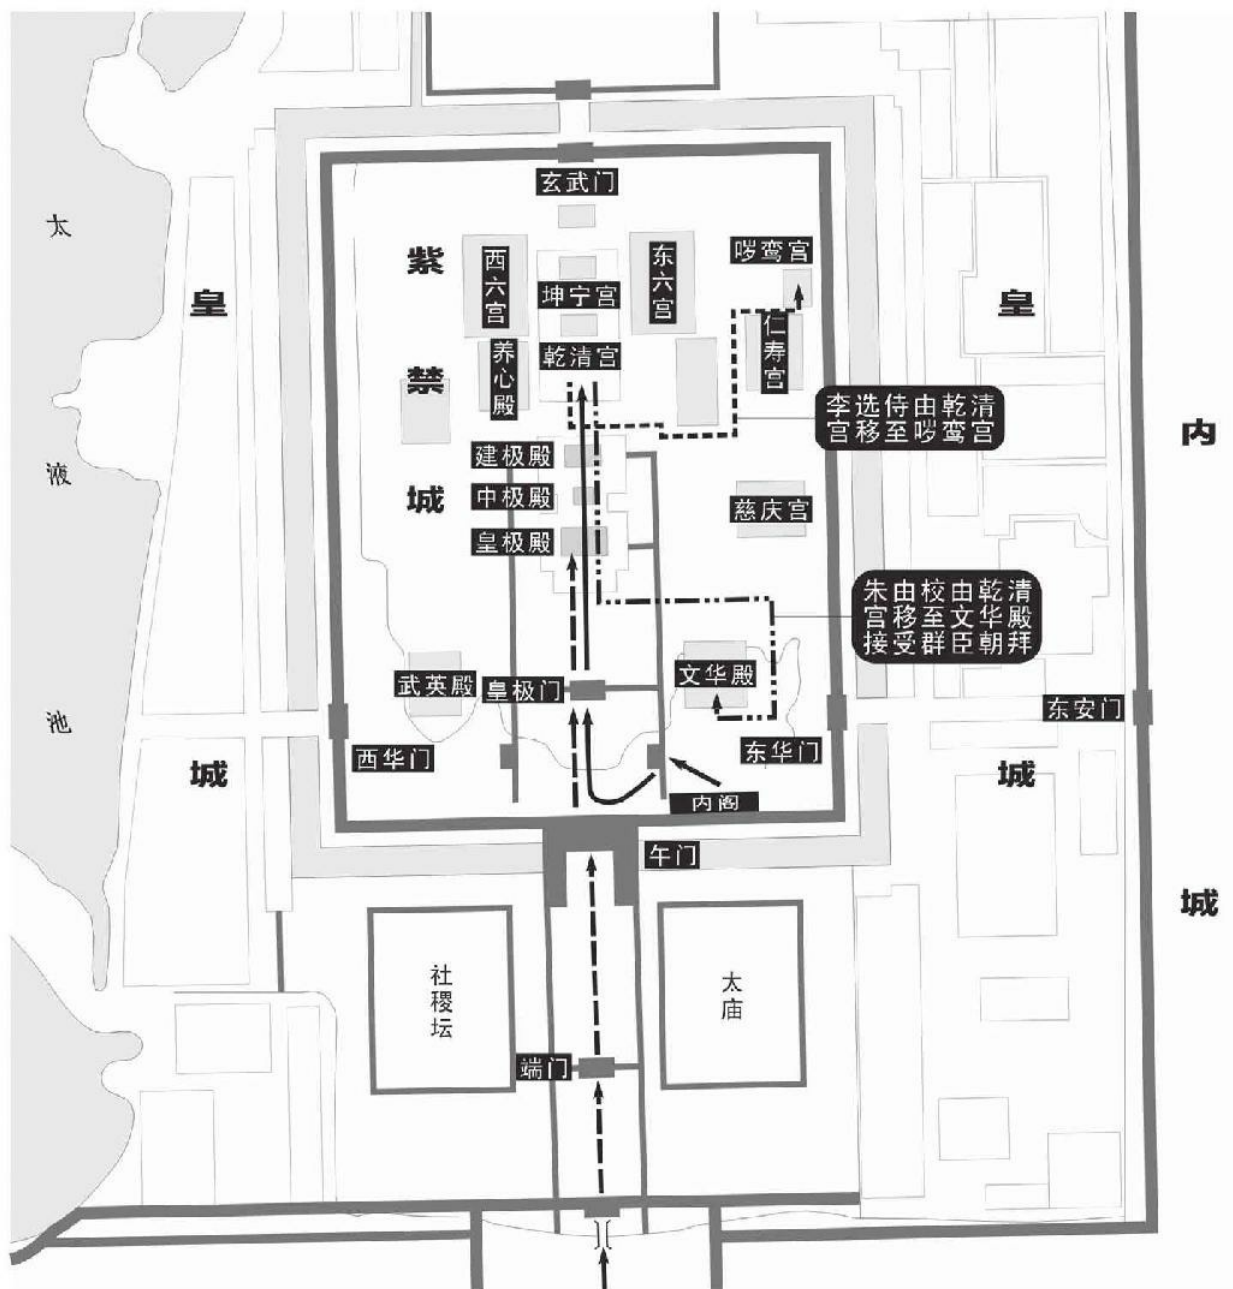 玄武门
太液池
皇城
紫禁城
西六宫
坤宁宫
东六宫
哕鸾宫
皇城
内城
养心殿
乾清宫
仁寿宫
李选侍由乾清
宫移至哕鸾宫
建极殿
中极殿
皇极殿
慈庆宫
朱由校由乾清
宫移至文华殿
接受群臣朝拜
武英殿
皇极门
文华殿
东安门
西华门
东华门
内阁
午门
社稷坛
太庙
端门